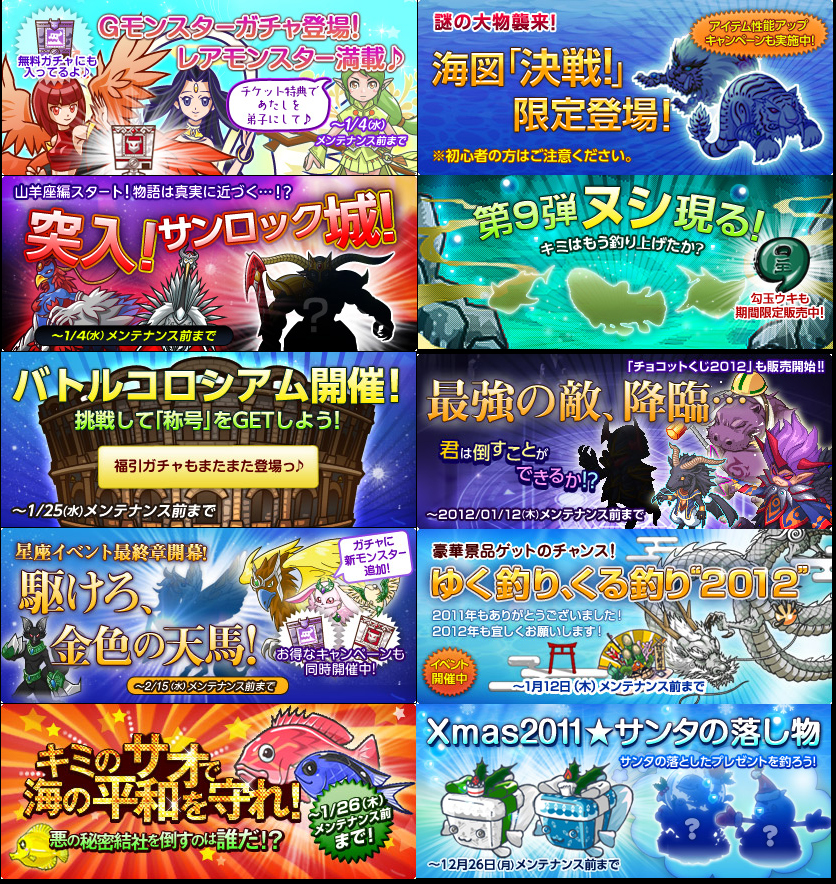 Gモンスターガチャ登場!
レアモンスター満載♪
無料ガチャにも
入ってるよ♪
チケット特典で
あたしを
弟子にして♪
～1/4(水)
メンテナンス前まで
謎の大物襲来!
アイテム性能アップ
キャンペーンも実施中!
海図「決戦!」
限定登場!
※初心者の方はご注意ください。
山羊座編スタート!物語は真実に近づく…!?
突入!サンロック城!
?
～1/4(水)メンテナンス前まで
第9弾ヌシ現る!
キミはもう釣り上げたか?
勾玉ウキも
期間限定販売中!
バトルコロシアム開催!
挑戦して「称号」をGETしよう!
福引ガチャもまたまた登場っ♪
～1/25(水)メンテナンス前まで
「チョコットくじ2012」も販売開始!!
最強の敵、降臨…
君は倒すことが
できるか!?
～2012/01/12(木)メンテナンス前まで
星座イベント最終章開幕!
ガチャに
新モンスター
追加!
駆けろ、
金色の天馬!
お得なキャンペーンも
同時開催中!
～2/15(水)メンテナンス前まで
豪華景品ゲットのチャンス!
ゆく釣り、くる釣り“2012”
2011年もありがとうございました!
2012年も宜しくお願いします!
イベント
開催中
～1月12日(木)メンテナンス前まで
キミのサオで
海の平和を守れ!
悪の秘密結社を倒すのは誰だ!?
～1/26(木)
メンテナンス前
まで!
Xmas2011★サンタの落し物
サンタの落としたプレゼントを釣ろう!
?
?
～12月26日(月)メンテナンス前まで